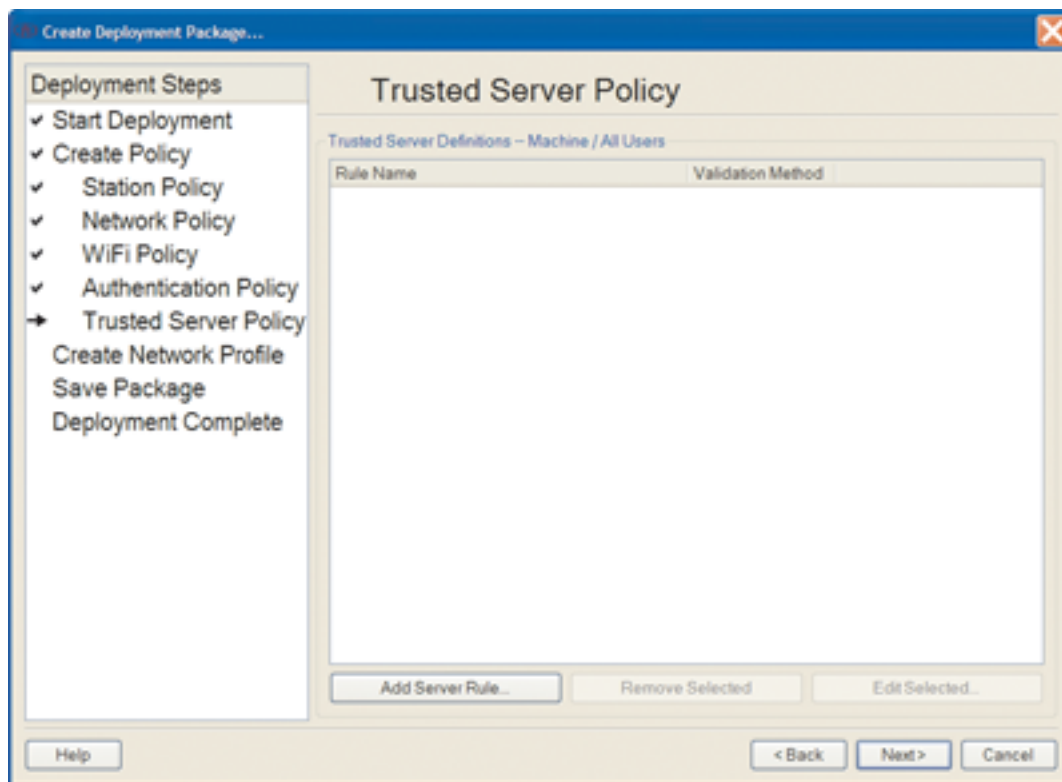 Create Deployment Package...
Deployment Steps
Start Deployment
Create Policy
Station Policy
Network Policy
WiFi Policy
Authentication Policy
Trusted Server Policy
Create Network Profile
Save Package
Deployment Complete
Trusted Server Policy
Trusted Server Definitions – Machine / All Users
Rule Name Validation Method
Add Server Rule... Remove Selected Edit Selected...
Help < Back Next > Cancel